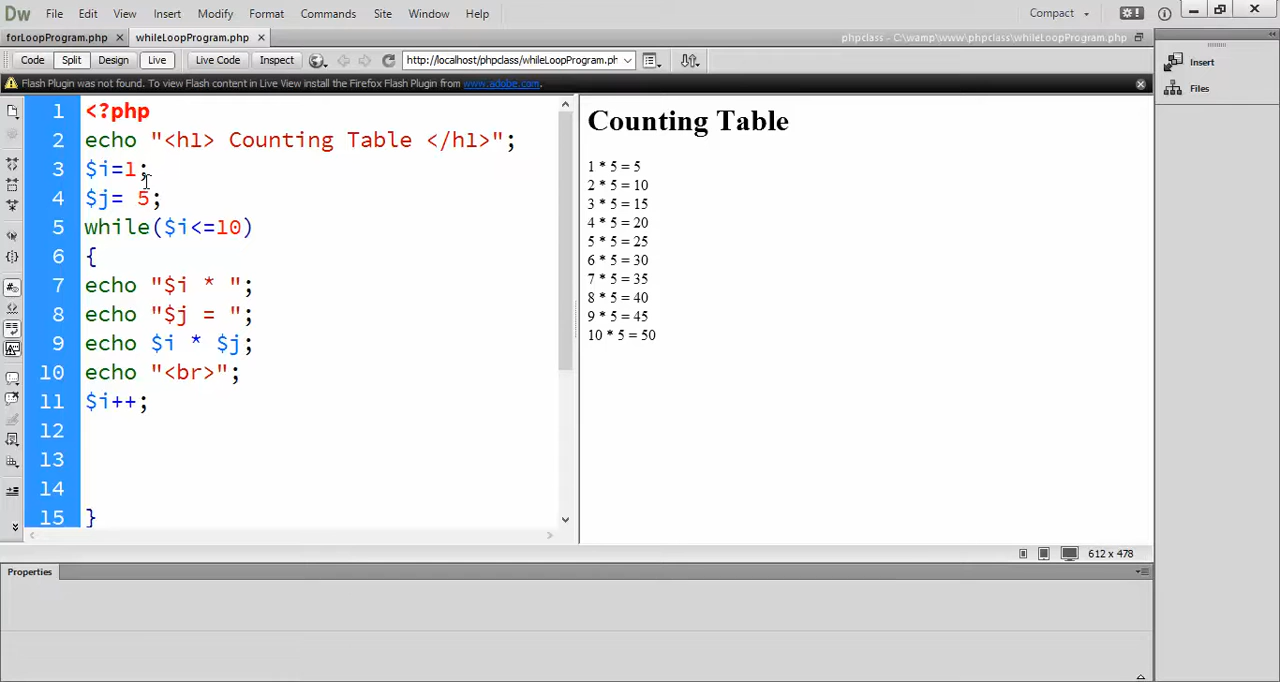 Dw File Edit View Insert Modify Format Commands Site Window Help Compact
forLoopProgram.php whileLoopProgram.php phpclass - C:\wamp\www\phpclass\whileLoopProgram.php
Code Split Design Live Live Code Inspect http://localhost/phpclass/whileLoopProgram.ph
Flash Plugin was not found. To view Flash content in Live View install the Firefox Flash Plugin from www.adobe.com.
Insert
Files
1 <?php
2 echo "<h1> Counting Table </h1>";
3 $i=1;
4 $j= 5;
5 while($i<=10)
6 {
7 echo "$i * ";
8 echo "$j = ";
9 echo $i * $j;
10 echo "<br>";
11 $i++;
12
13
14
15 }
Counting Table
1 * 5 = 5
2 * 5 = 10
3 * 5 = 15
4 * 5 = 20
5 * 5 = 25
6 * 5 = 30
7 * 5 = 35
8 * 5 = 40
9 * 5 = 45
10 * 5 = 50
612 x 478
Properties